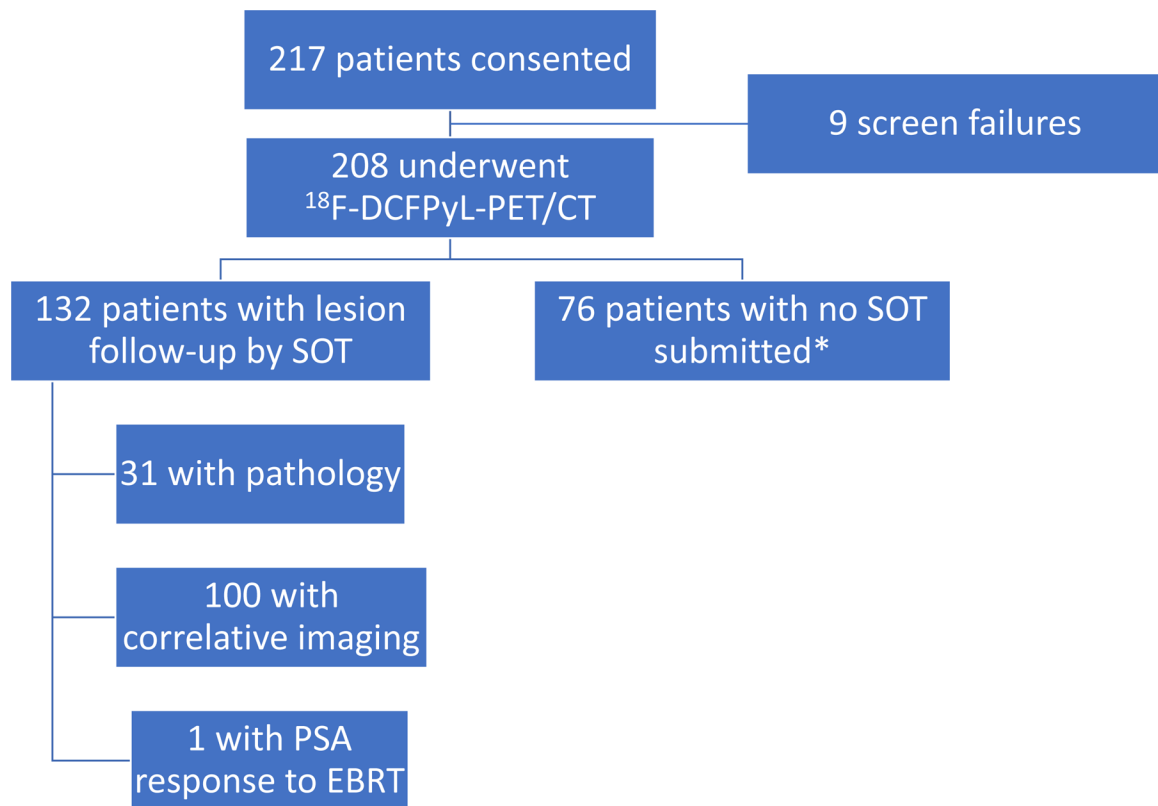 217 patients consented
9 screen failures
208 underwent
¹⁸F-DCFPyL-PET/CT
132 patients with lesion
follow-up by SOT
76 patients with no SOT
submitted*
31 with pathology
100 with
correlative imaging
1 with PSA
response to EBRT